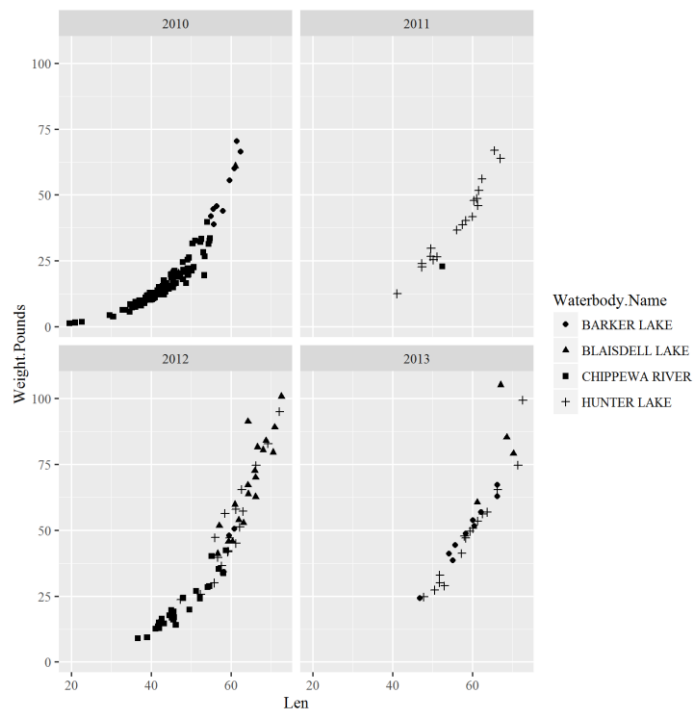 2010
2011
100
75
50
25
0
2012
2013
100
75
50
25
0
20
40
60
20
40
60
Len
Weight.Pounds
Waterbody.Name
BARKER LAKE
BLAISDELL LAKE
CHIPPEWA RIVER
HUNTER LAKE